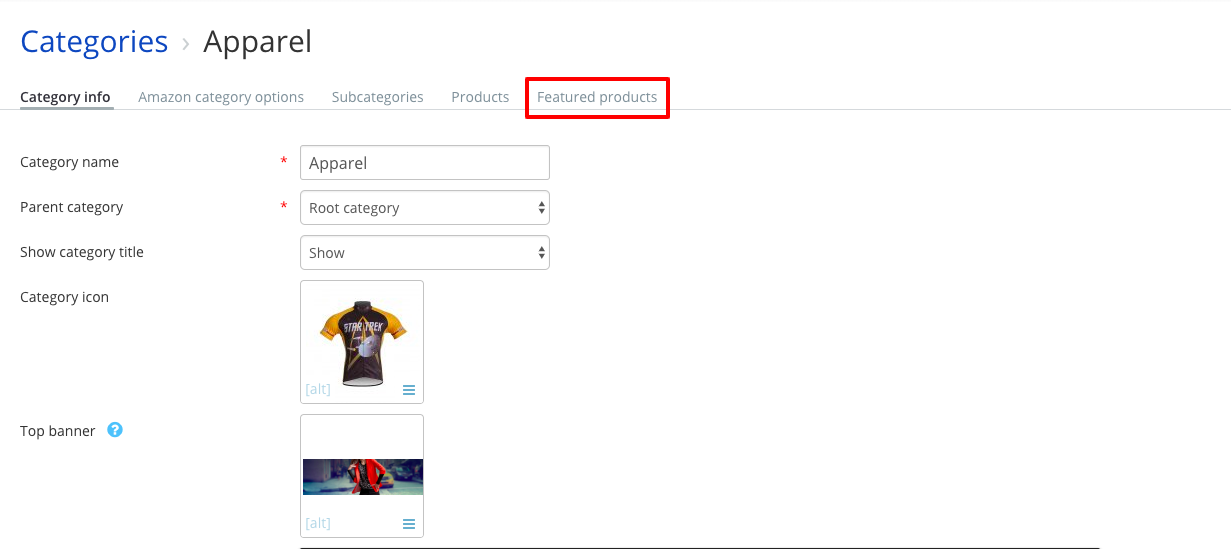 Categories › Apparel
Category info Amazon category options Subcategories Products Featured products
Category name * Apparel
Parent category * Root category
Show category title Show
Category icon
STAR TREK
[alt]
Top banner ?
[alt]